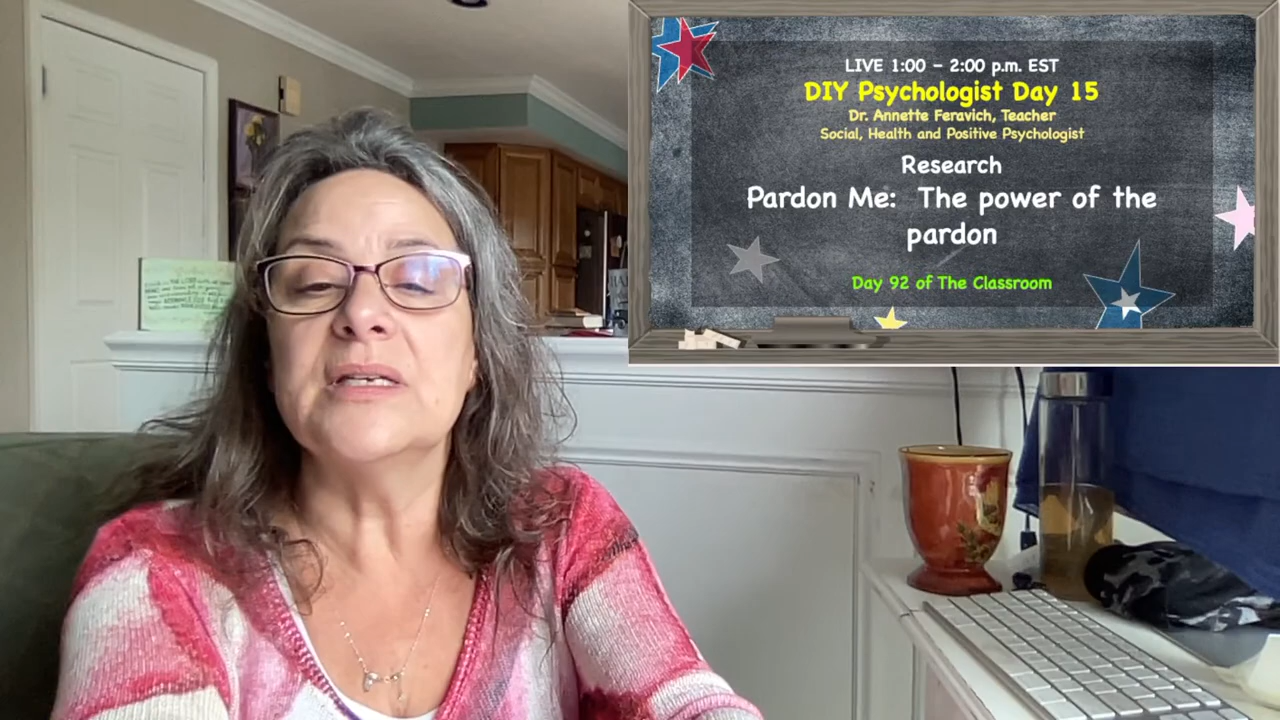 LIVE 1:00 – 2:00 p.m. EST
DIY Psychologist Day 15
Dr. Annette Feravich, Teacher
Social, Health and Positive Psychologist
Research
Pardon Me: The power of the
pardon
Day 92 of The Classroom